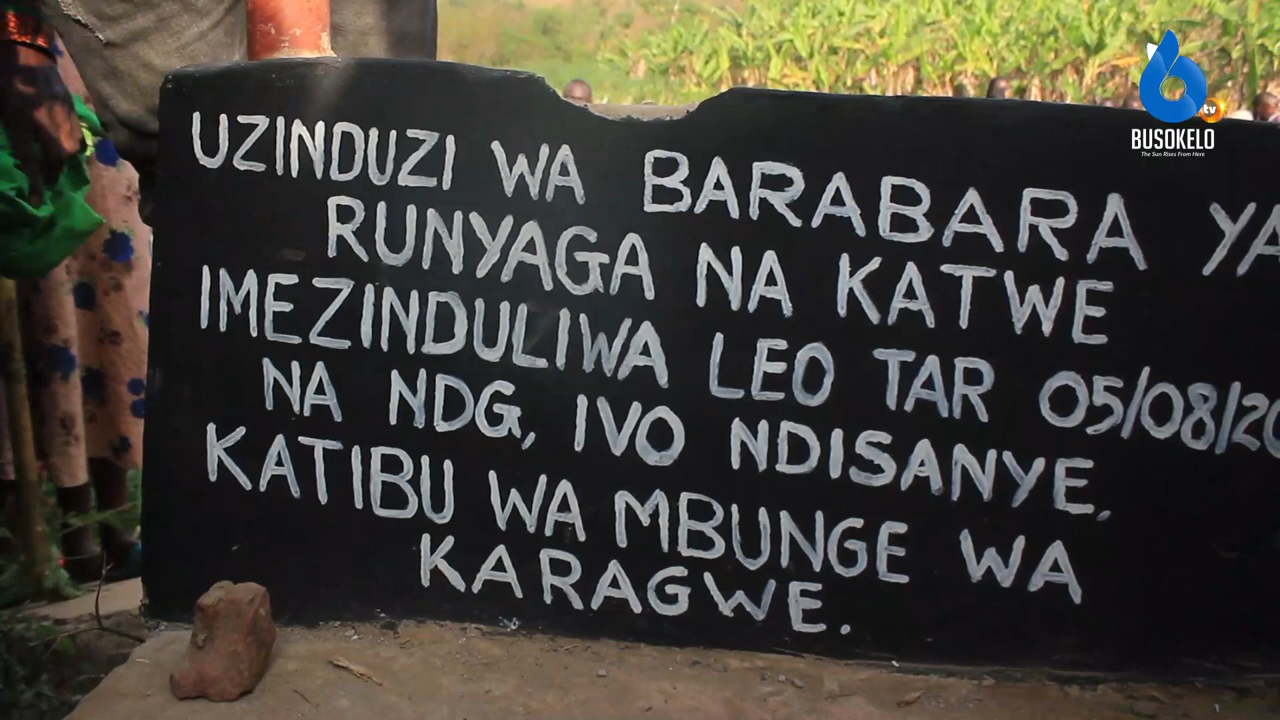 UZINDUZI WA BARABARA YA
RUNYAGA NA KATWE
IMEZINDULIWA LEO TAR 05/08/20
NA NDG, IVO NDISANYE.
KATIBU WA MBUNGE WA
KARAGWE.
tv
BUSOKELO
The Sun Rises From Here